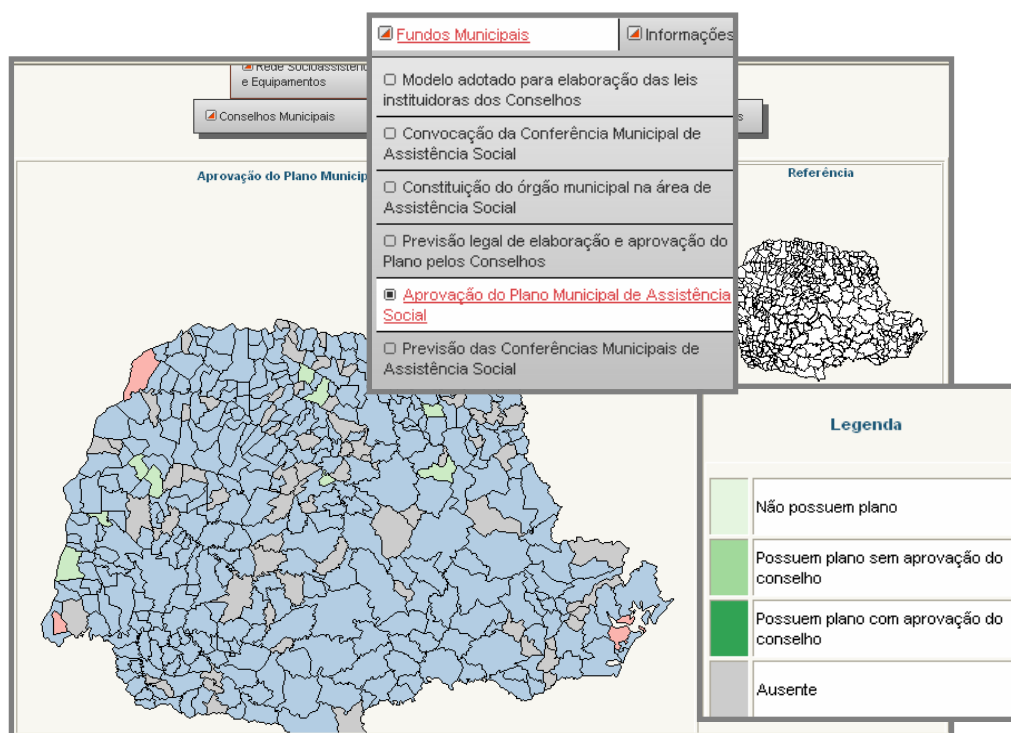 Fundos Municipais
Informações
Rede Socioassistênc
e Equipamentos
Conselhos Municipais
s
Modelo adotado para elaboração das leis
instituidoras dos Conselhos
Convocação da Conferência Municipal de
Assistência Social
Constituição do órgão municipal na área de
Assistência Social
Previsão legal de elaboração e aprovação do
Plano pelos Conselhos
Aprovação do Plano Municipal de Assistência
Social
Previsão das Conferências Municipais de
Assistência Social
Aprovação do Plano Municip
Referência
Legenda
Não possuem plano
Possuem plano sem aprovação do
conselho
Possuem plano com aprovação do
conselho
Ausente